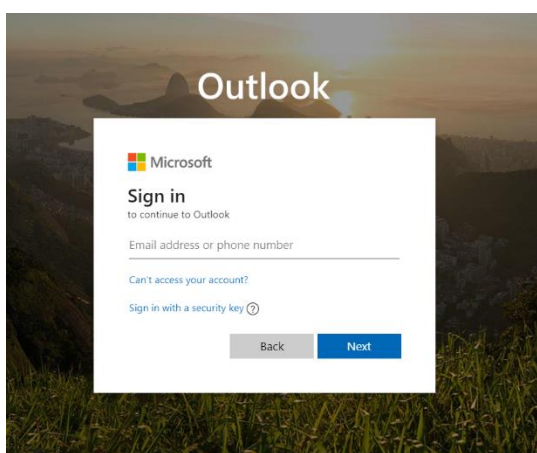 Outlook
Microsoft
Sign in
to continue to Outlook
Email address or phone number
Can't access your account?
Sign in with a security key ?
Back Next